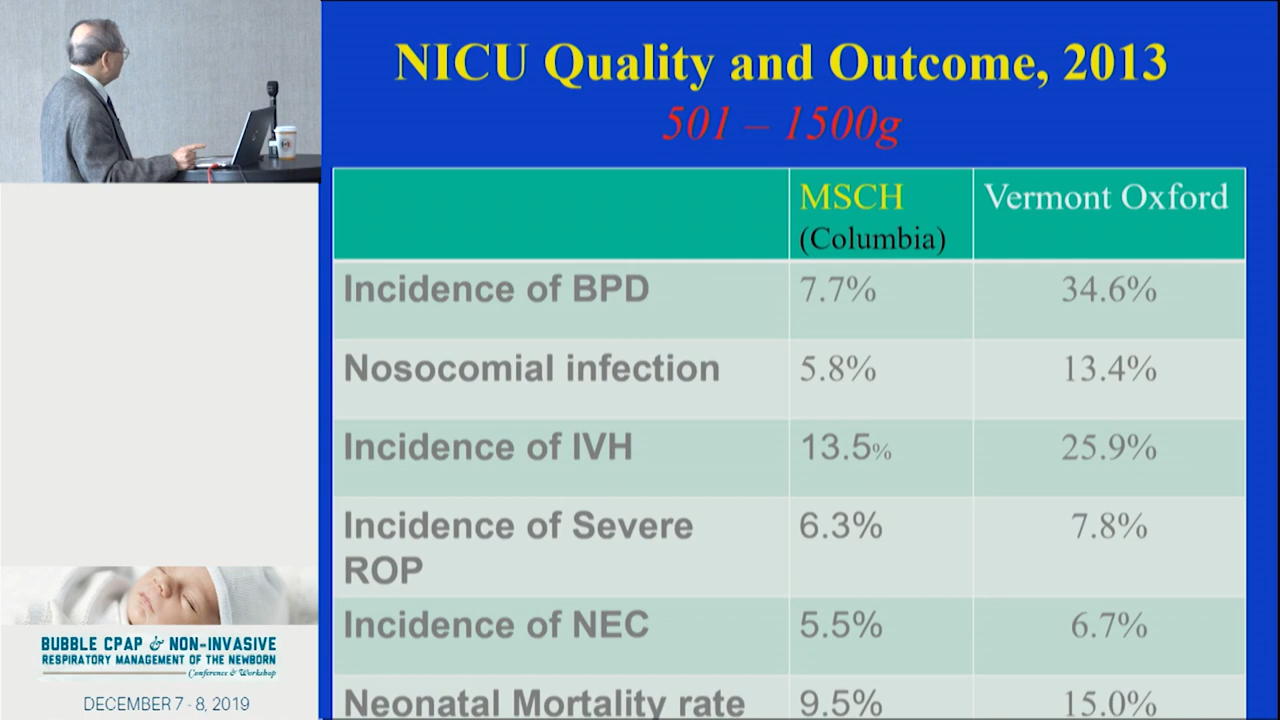 NICU Quality and Outcome, 2013
501 – 1500g
MSCH
(Columbia)
Vermont Oxford
Incidence of BPD 7.7% 34.6%
Nosocomial infection 5.8% 13.4%
Incidence of IVH 13.5% 25.9%
Incidence of Severe
ROP
6.3% 7.8%
Incidence of NEC 5.5% 6.7%
Neonatal Mortality rate 9.5% 15.0%
BUBBLE CPAP & NON-INVASIVE
RESPIRATORY MANAGEMENT OF THE NEWBORN
Conference & Workshop
DECEMBER 7 - 8, 2019